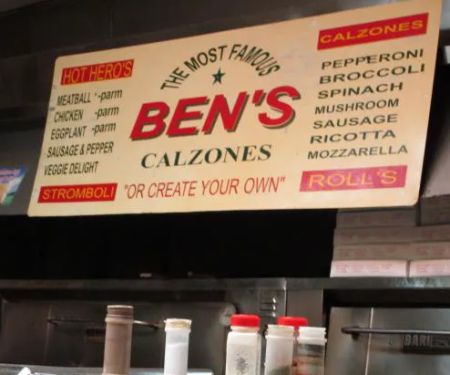 HOT HERO'S
MEATBALL -parm
CHICKEN -parm
EGGPLANT -parm
SAUSAGE & PEPPER
VEGGIE DELIGHT
STROMBOLI
THE MOST FAMOUS
BEN'S
CALZONES
"OR CREATE YOUR OWN"
CALZONES
PEPPERONI
BROCCOLI
SPINACH
MUSHROOM
SAUSAGE
RICOTTA
MOZZARELLA
ROLL'S